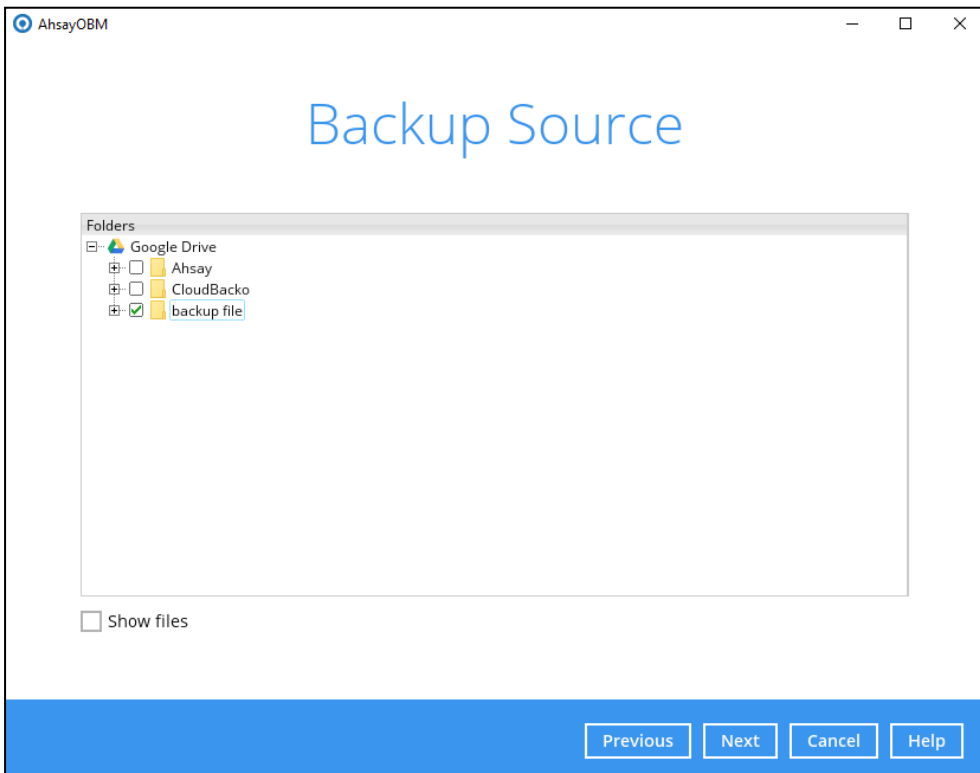 AhsayOBM
Backup Source
Folders
Google Drive
Ahsay
CloudBacko
backup file
Show files
Previous Next Cancel Help